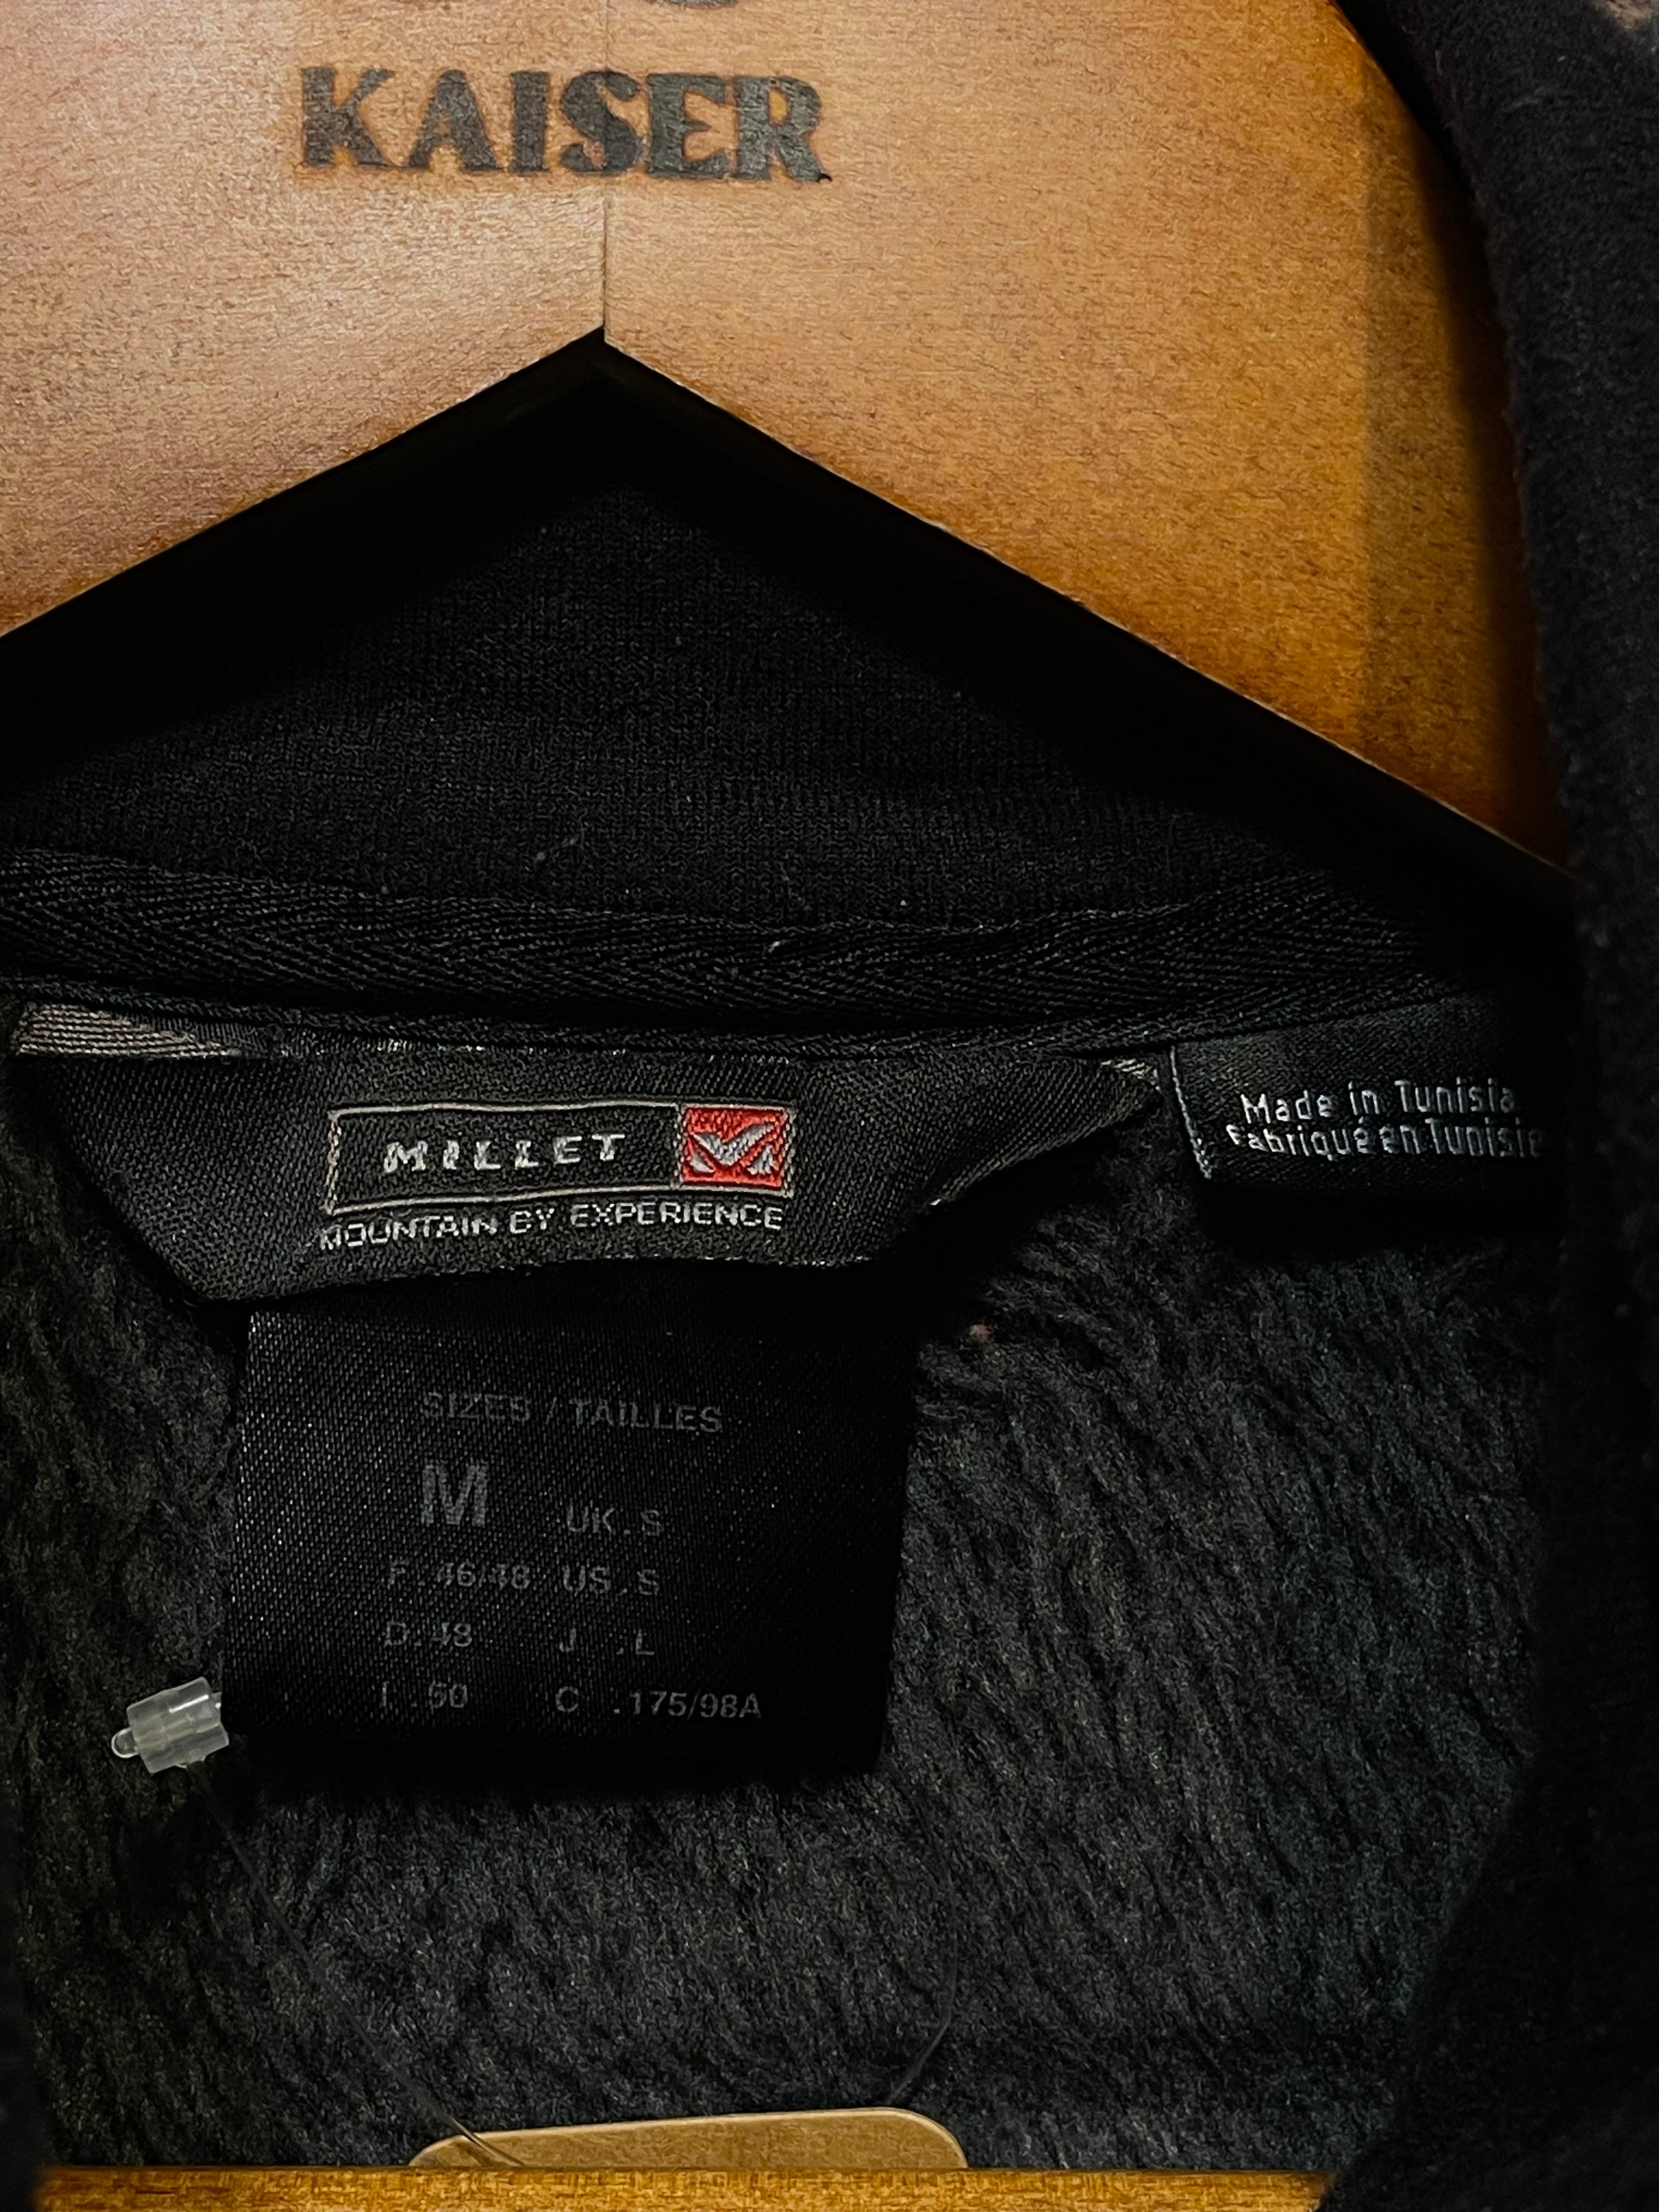 KAISER
MILLET
MOUNTAIN BY EXPERIENCE
Made in Tunisia
Fabriqué en Tunisie
SIZES / TAILLES
M UK.S
F.46/48 US.S
D.48 J .L
I .50 C .175/98A